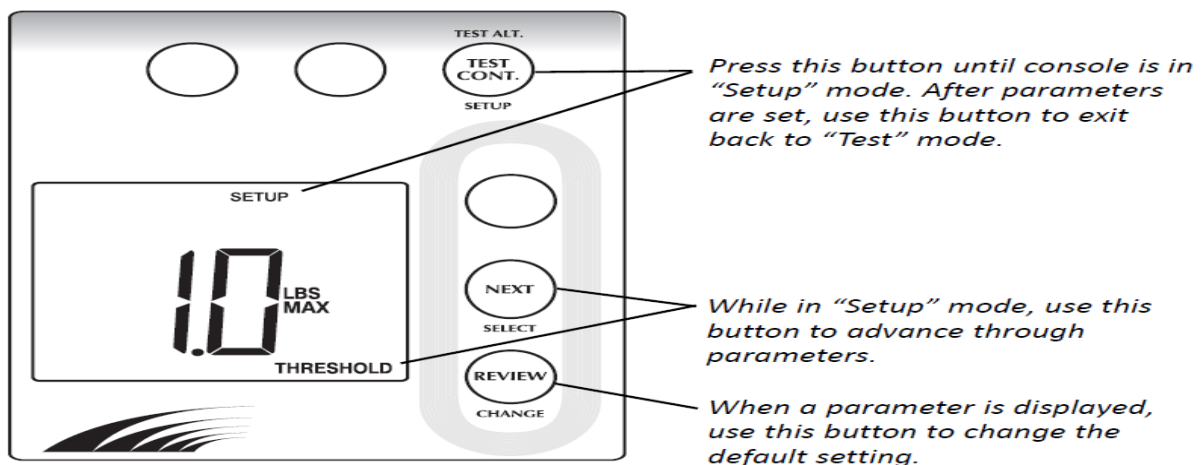 TEST ALT.
TEST
CONT.
SETUP
Press this button until console is in
“Setup” mode. After parameters
are set, use this button to exit
back to “Test” mode.
SETUP
1.0
LBS
MAX
THRESHOLD
NEXT
SELECT
While in “Setup” mode, use this
button to advance through
parameters.
REVIEW
CHANGE
When a parameter is displayed,
use this button to change the
default setting.